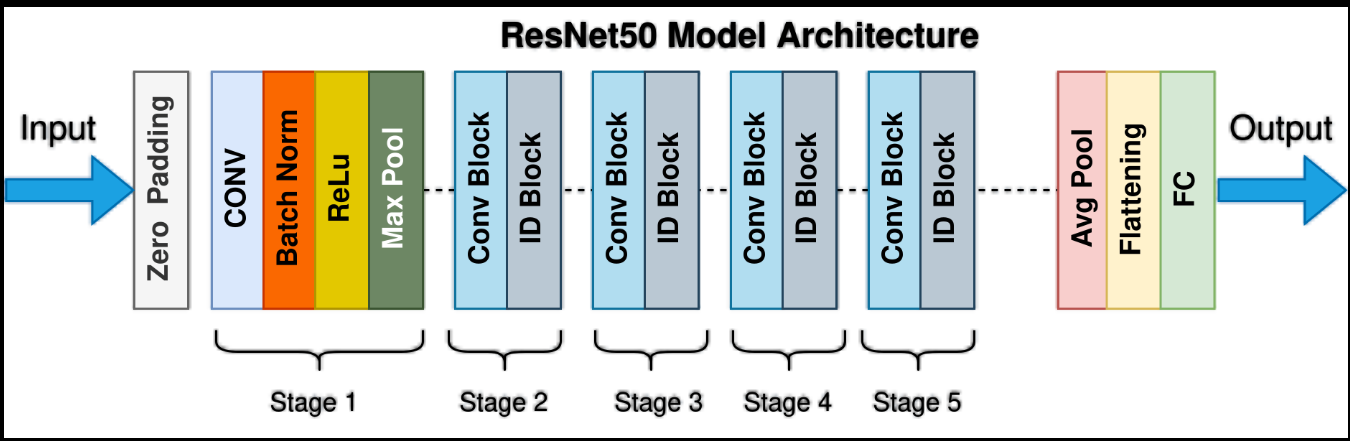 ResNet50 Model Architecture
Input
Zero Padding
CONV
Batch Norm
ReLu
Max Pool
Conv Block
ID Block
Conv Block
ID Block
Conv Block
ID Block
Conv Block
ID Block
Avg Pool
Flattening
FC
Output
Stage 1
Stage 2
Stage 3
Stage 4
Stage 5